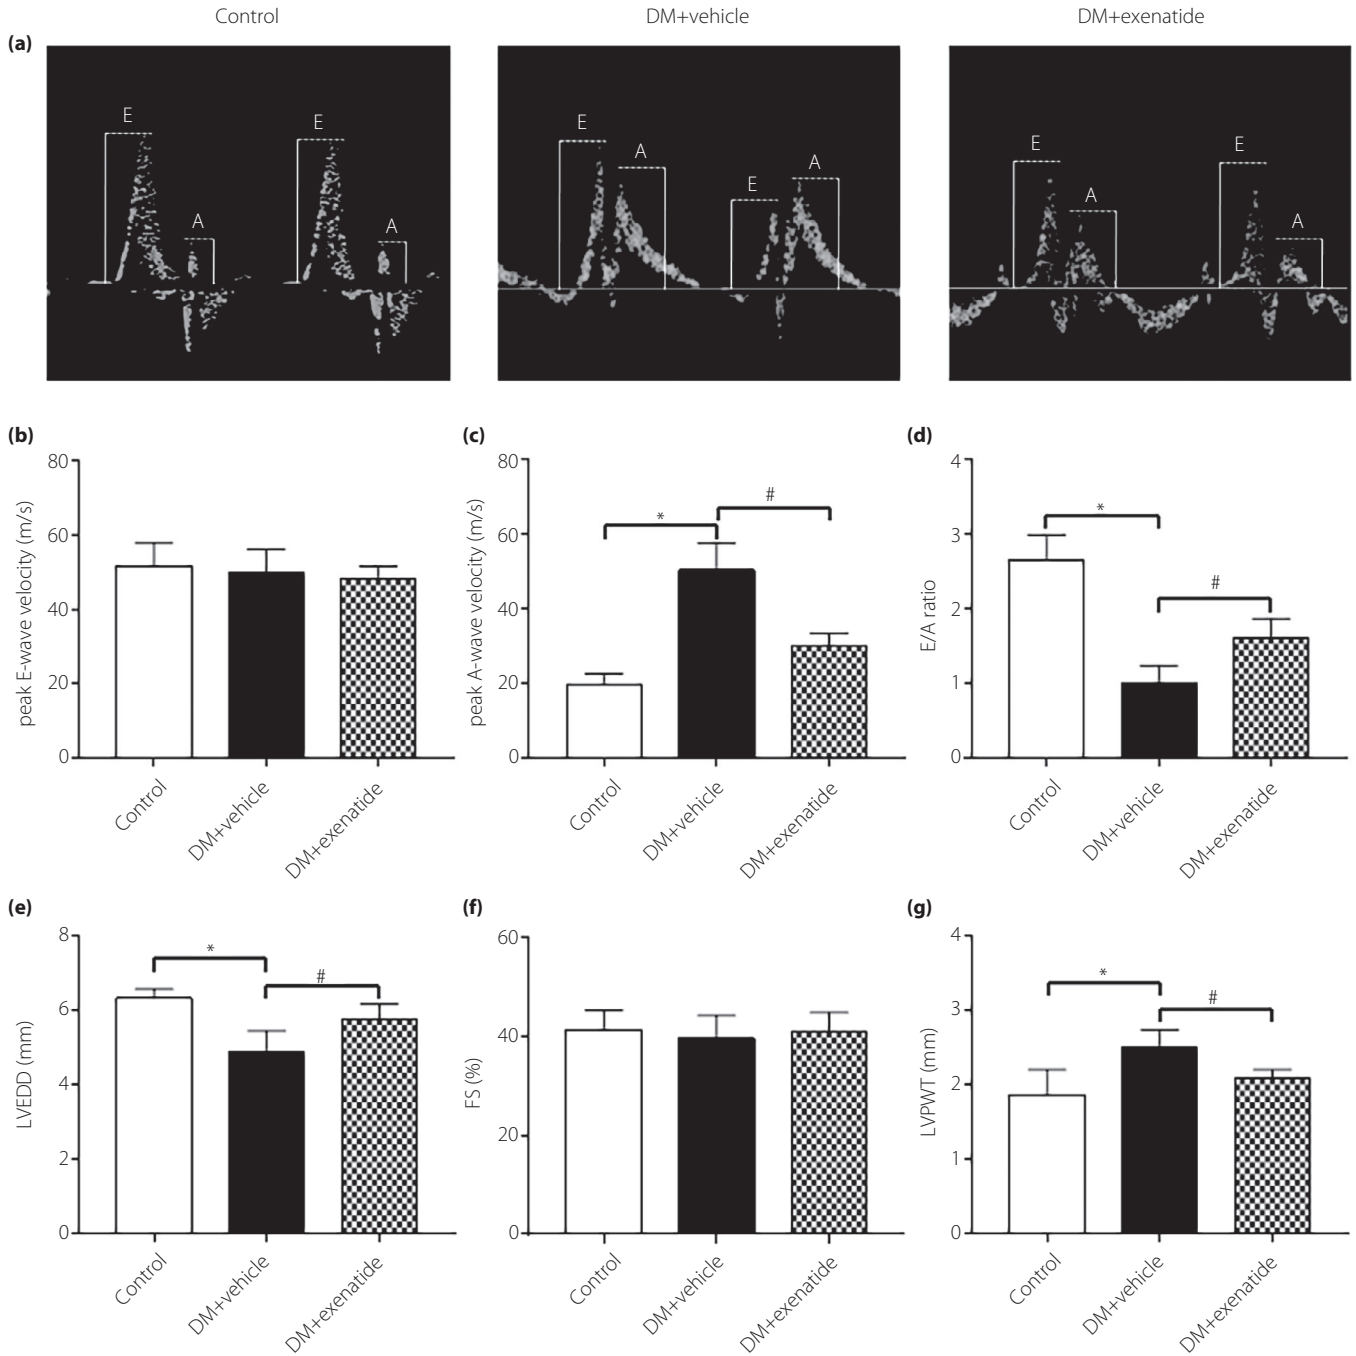 Control DM+vehicle DM+exenatide
(a)
E A E A
E A E A
E A E A
(b)
peak E-wave velocity (m/s)
80
60
40
20
0
Control
DM+vehicle
DM+exenatide
(c)
peak A-wave velocity (m/s)
80
60
40
20
0
* #
Control
DM+vehicle
DM+exenatide
(d)
E/A ratio
4
3
2
1
0
* #
Control
DM+vehicle
DM+exenatide
(e)
LVEDD (mm)
8
6
4
2
0
* #
Control
DM+vehicle
DM+exenatide
(f)
FS (%)
60
40
20
0
Control
DM+vehicle
DM+exenatide
(g)
LVPWT (mm)
4
3
2
1
0
* #
Control
DM+vehicle
DM+exenatide